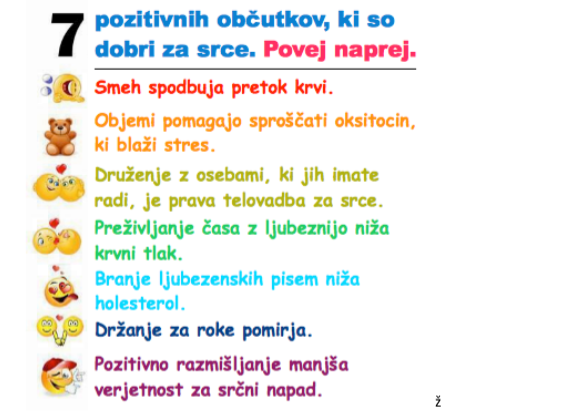 7 pozitivnih občutkov, ki so
dobri za srce. Povej naprej.
Smeh spodbuja pretok krvi.
Objemi pomagajo sproščati oksitocin,
ki blaži stres.
Druženje z osebami, ki jih imate
radi, je prava telovadba za srce.
Preživljanje časa z ljubeznijo niža
krvni tlak.
Branje ljubezenskih pisem niža
holesterol.
Držanje za roke pomirja.
Pozitivno razmišljanje manjša
verjetnost za srčni napad.
ž